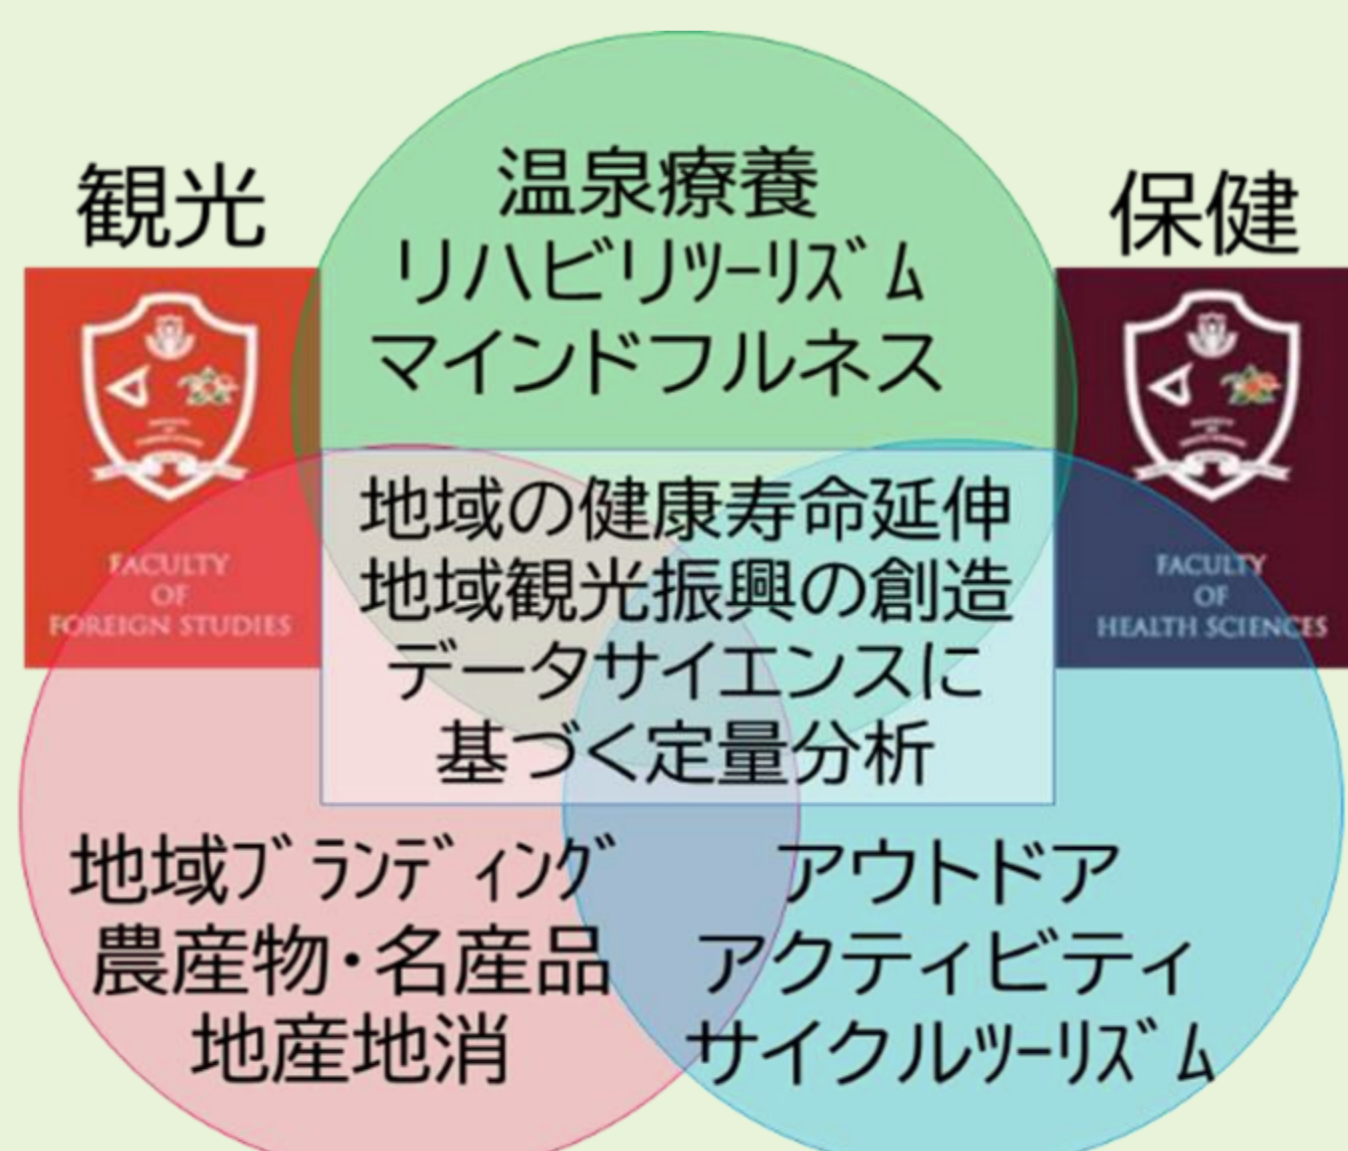 観光
保健
温泉療養
リハビリﾂｰﾘｽﾞﾑ
マインドフルネス
FACULTY
OF
FOREIGN STUDIES
FACULTY
OF
HEALTH SCIENCES
地域の健康寿命延伸
地域観光振興の創造
データサイエンスに
基づく定量分析
地域ﾌﾞﾗﾝﾃﾞｨﾝｸﾞ
農産物・名産品
地産地消
アウトドア
アクティビティ
サイクルﾂｰﾘｽﾞﾑ